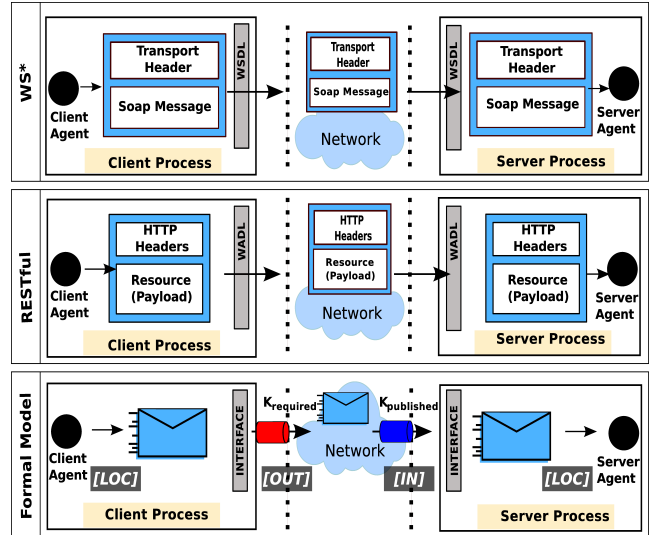 WS*
Client
Agent
Transport
Header
Soap Message
WSDL
Client Process
Transport
Header
Soap Message
Network
WSDL
Transport
Header
Soap Message
Server
Agent
Server Process
RESTful
Client
Agent
HTTP
Headers
Resource
(Payload)
WADL
Client Process
HTTP
Headers
Resource
(Payload)
Network
WADL
HTTP
Headers
Resource
(Payload)
Server
Agent
Server Process
Formal Model
Client
Agent
[LOC]
INTERFACE
Client Process
Krequired
[OUT]
Network
Kpublished
[IN]
INTERFACE
[LOC]
Server
Agent
Server Process